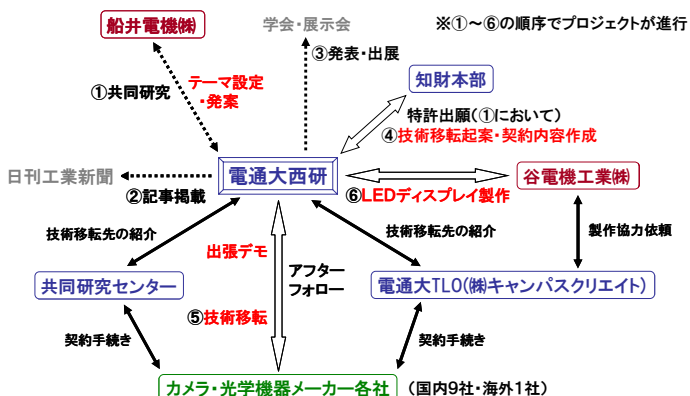 船井電機㈱
学会・展示会
※①～⑥の順序でプロジェクトが進行
③発表・出展
①共同研究
テーマ設定
・発案
知財本部
特許出願(①において)
④技術移転起案・契約内容作成
日刊工業新聞
②記事掲載
電通大西研
⑥LEDディスプレイ製作
谷電機工業㈱
技術移転先の紹介
出張デモ
アフター
フォロー
技術移転先の紹介
製作協力依頼
共同研究センター
電通大TLO(㈱キャンパスクリエイト)
⑤技術移転
契約手続き
契約手続き
カメラ・光学機器メーカー各社
(国内9社・海外1社)